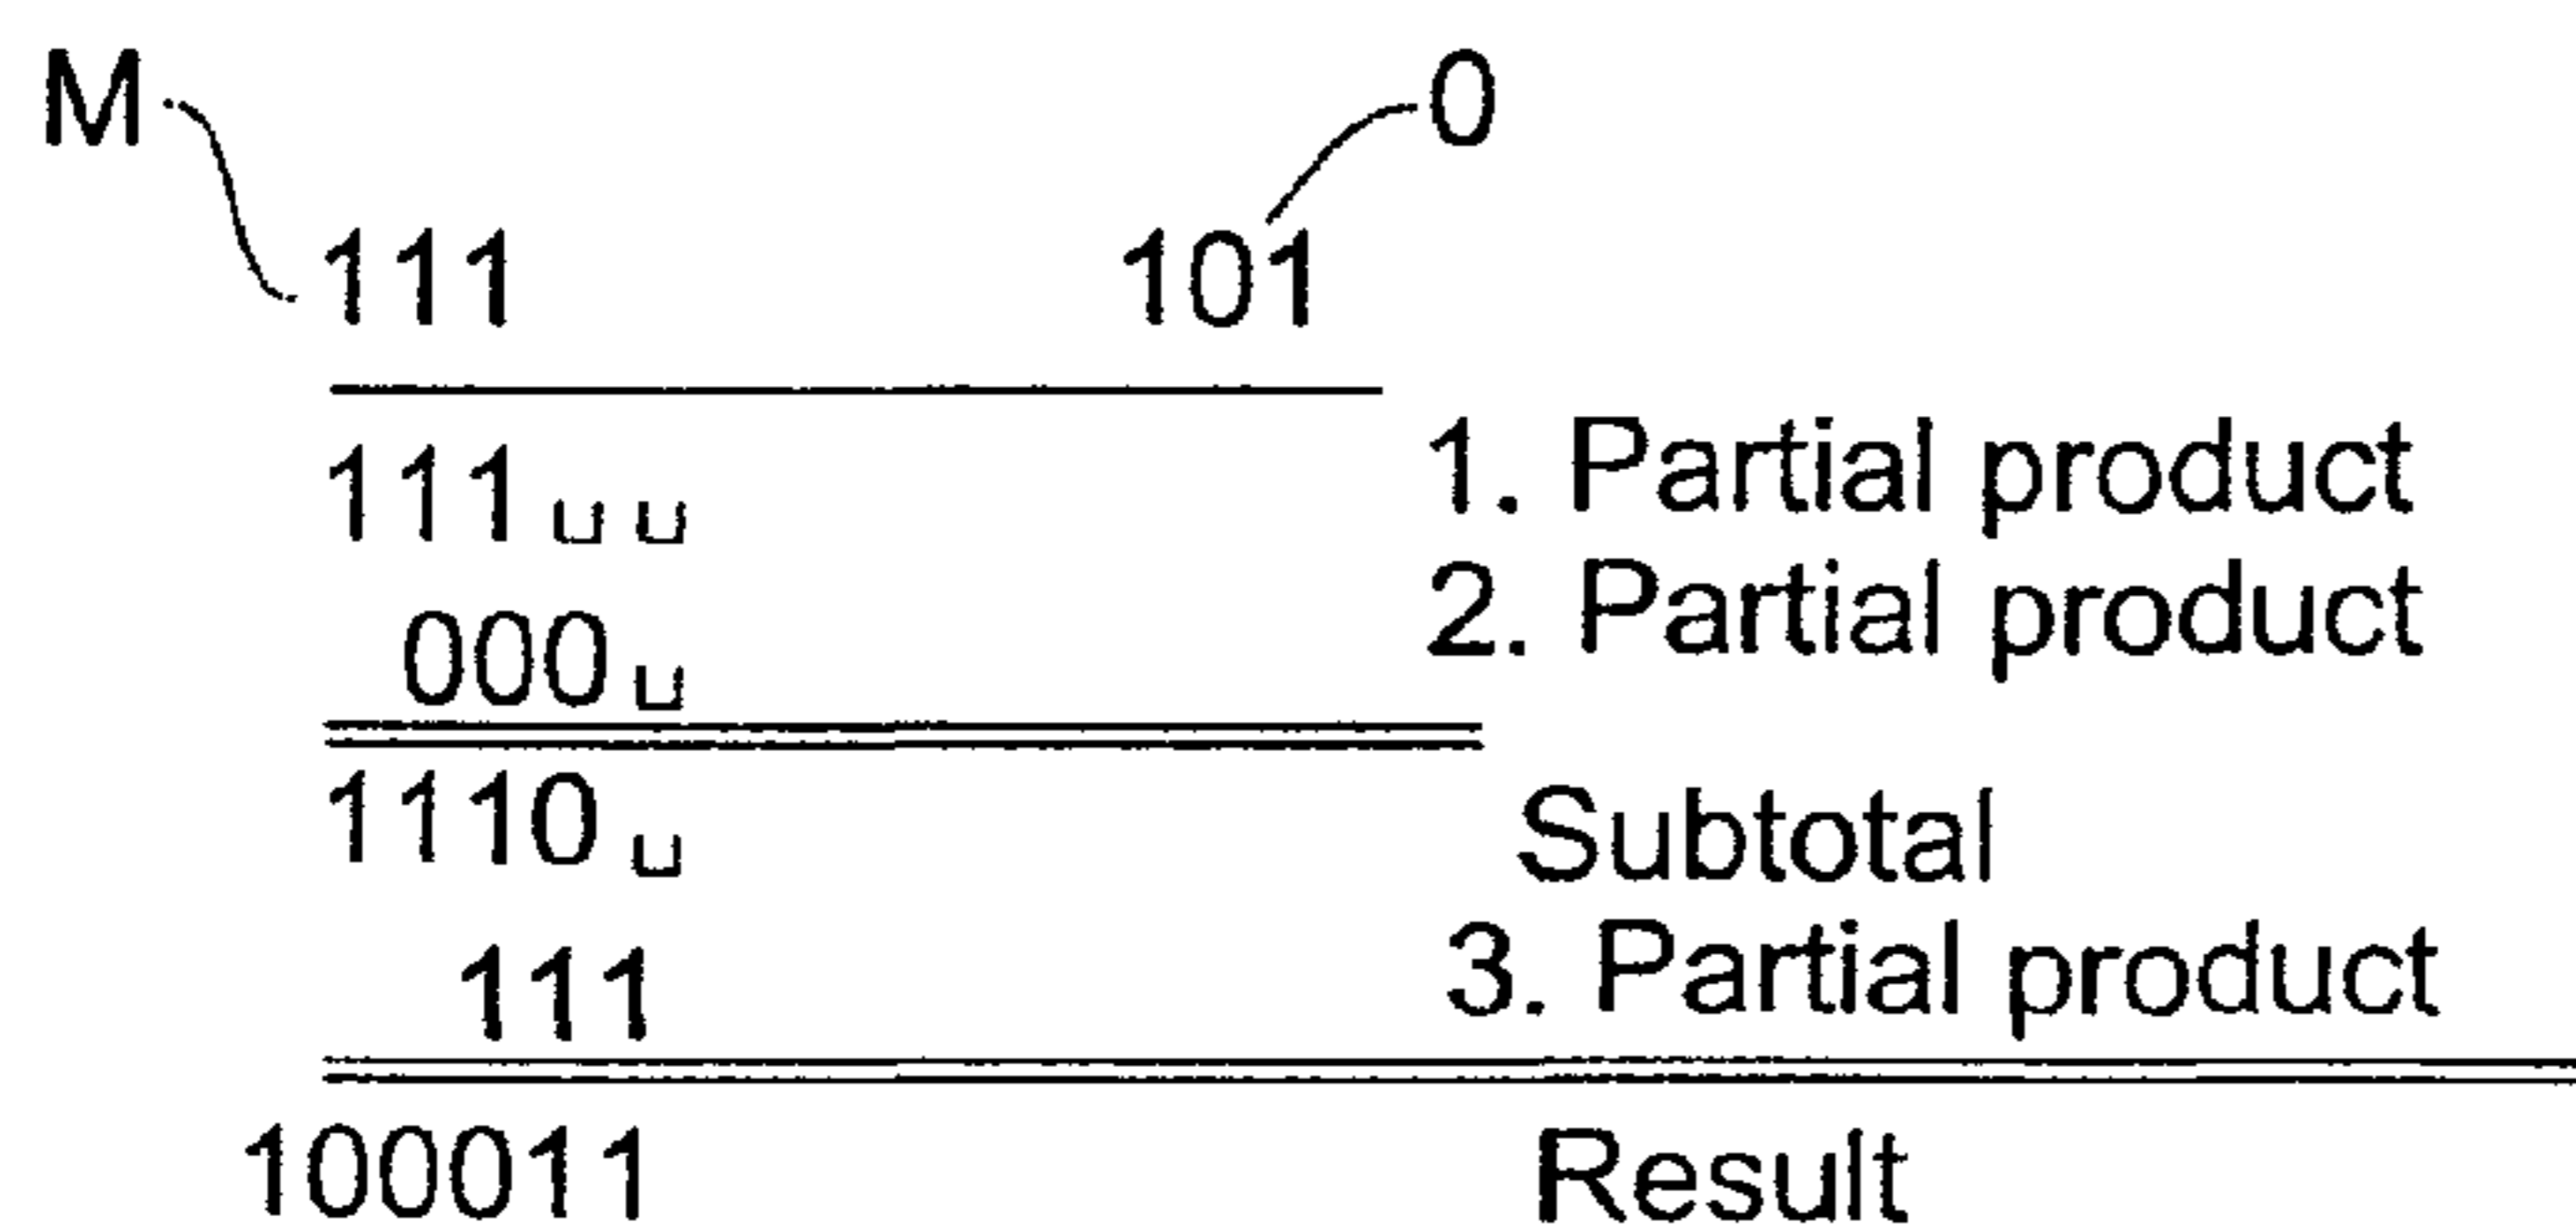 M 0
111 101
111␣␣ 1. Partial product
000␣ 2. Partial product
1110␣ Subtotal
111 3. Partial product
100011 Result